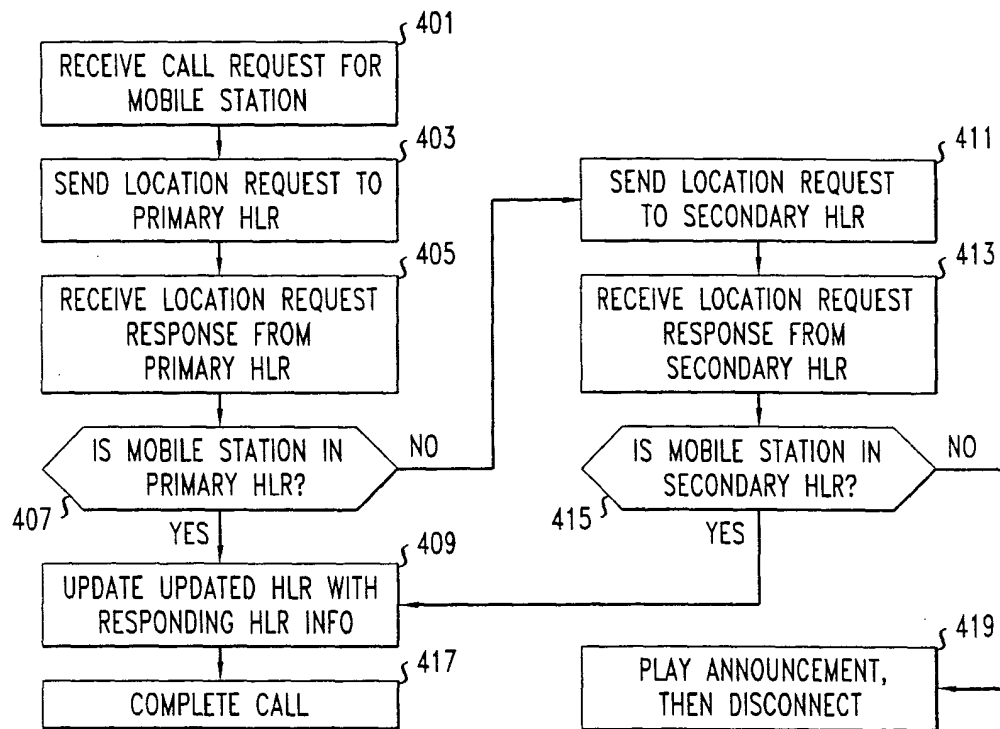 401
RECEIVE CALL REQUEST FOR
MOBILE STATION
403
SEND LOCATION REQUEST TO
PRIMARY HLR
405
RECEIVE LOCATION REQUEST
RESPONSE FROM
PRIMARY HLR
IS MOBILE STATION IN
PRIMARY HLR?
NO
407
YES
409
UPDATE UPDATED HLR WITH
RESPONDING HLR INFO
417
COMPLETE CALL
411
SEND LOCATION REQUEST
TO SECONDARY HLR
413
RECEIVE LOCATION REQUEST
RESPONSE FROM
SECONDARY HLR
IS MOBILE STATION IN
SECONDARY HLR?
NO
415
YES
419
PLAY ANNOUNCEMENT,
THEN DISCONNECT